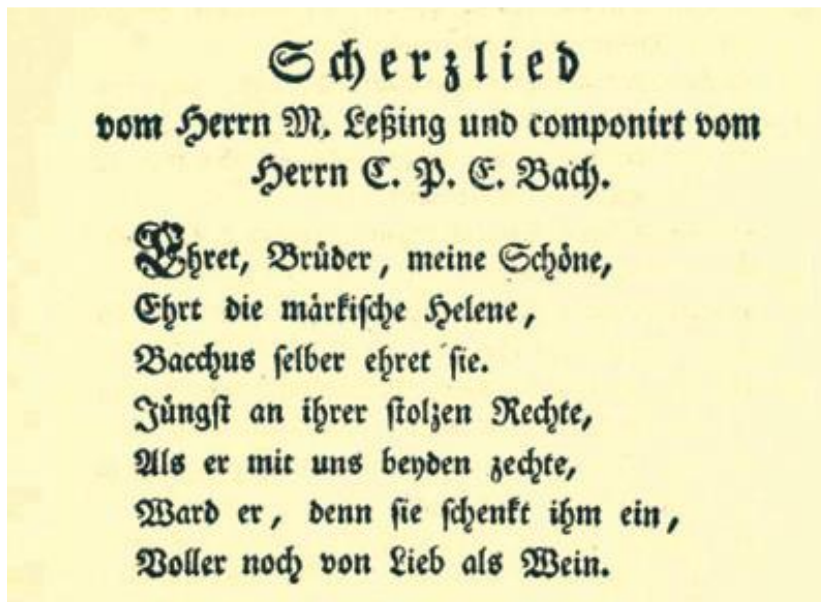 Scherzlied
vom Herrn M. Leßing und componirt vom
Herrn C. P. E. Bach.
Ehret, Brüder, meine Schöne,
Ehrt die märkische Helene,
Bacchus selber ehret sie.
Jüngst an ihrer stolzen Rechte,
Als er mit uns beyden zechte,
Ward er, denn sie schenkt ihm ein,
Voller noch von Lieb als Wein.